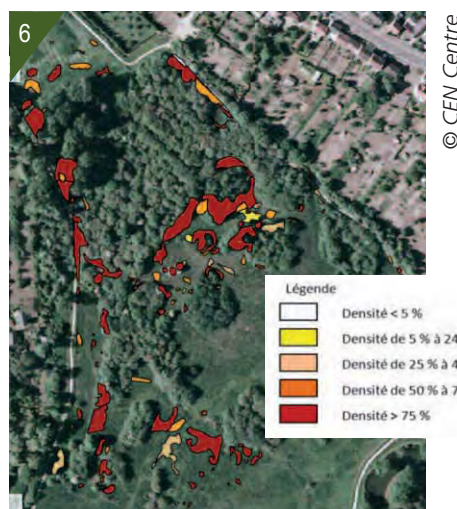 6
© CEN Centre
Légende
Densité < 5 %
Densité de 5 % à 24
Densité de 25 % à 4
Densité de 50 % à 7
Densité > 75 %